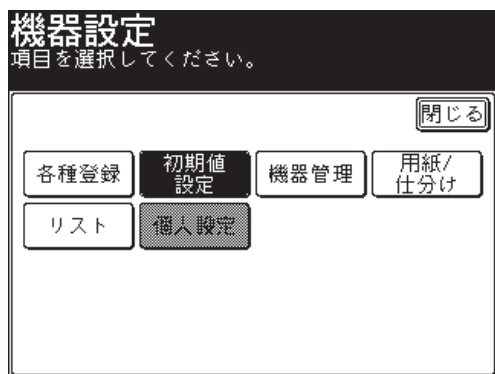 機器設定
項目を選択してください。
閉じる
各種登録
初期値
設定
機器管理
用紙/
仕分け
リスト
個人設定